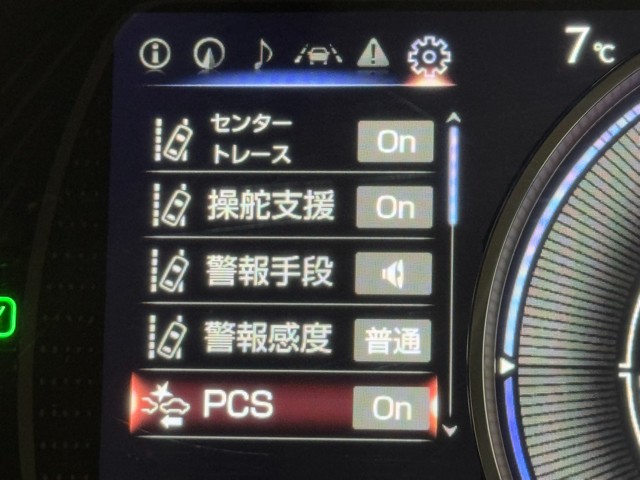 7℃
センター
トレース On
操舵支援 On
警報手段
警報感度 普通
PCS On